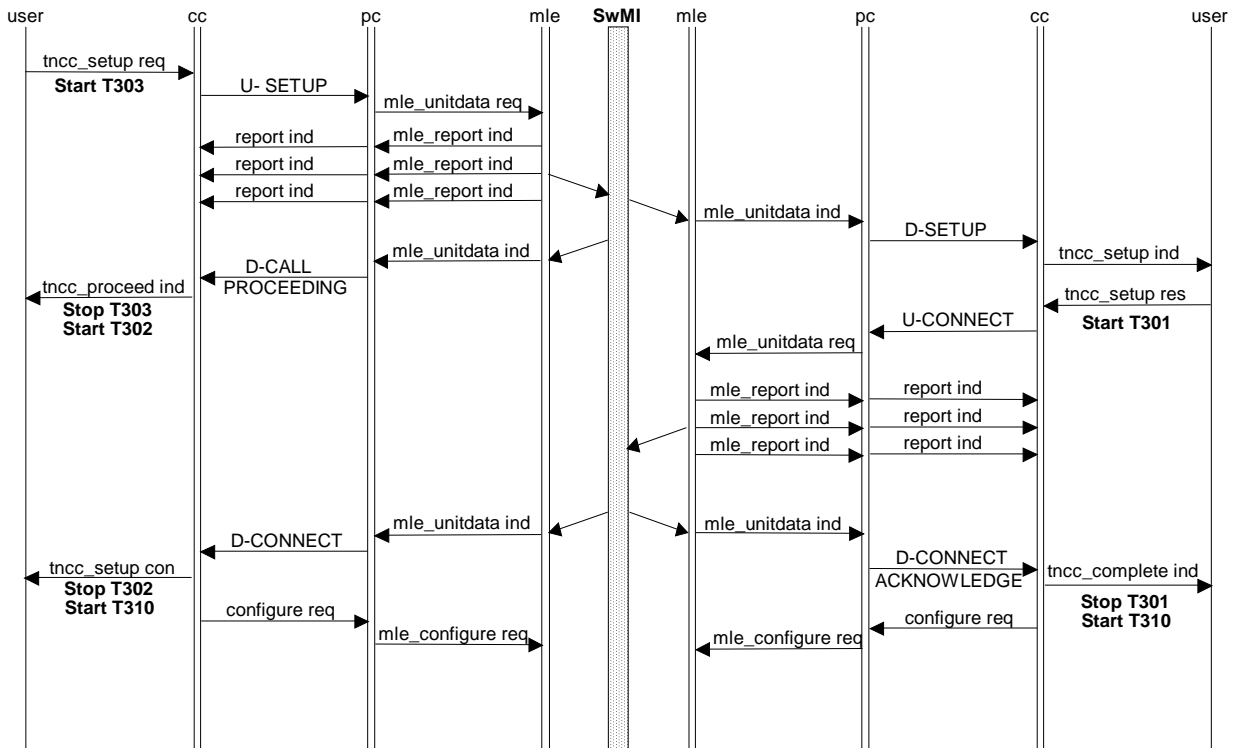 user cc pc mle SwMI mle pc cc user
tncc_setup req
Start T303
U- SETUP
mle_unitdata req
report ind mle_report ind
report ind mle_report ind
report ind mle_report ind
mle_unitdata ind
D-SETUP
tncc_setup ind
mle_unitdata ind
D-CALL
PROCEEDING
tncc_proceed ind
Stop T303
Start T302
tncc_setup res
Start T301
U-CONNECT
mle_unitdata req
mle_report ind report ind
mle_report ind report ind
mle_report ind report ind
mle_unitdata ind mle_unitdata ind
D-CONNECT
D-CONNECT
ACKNOWLEDGE
tncc_setup con
Stop T302
Start T310
tncc_complete ind
Stop T301
Start T310
configure req configure req
mle_configure req mle_configure req